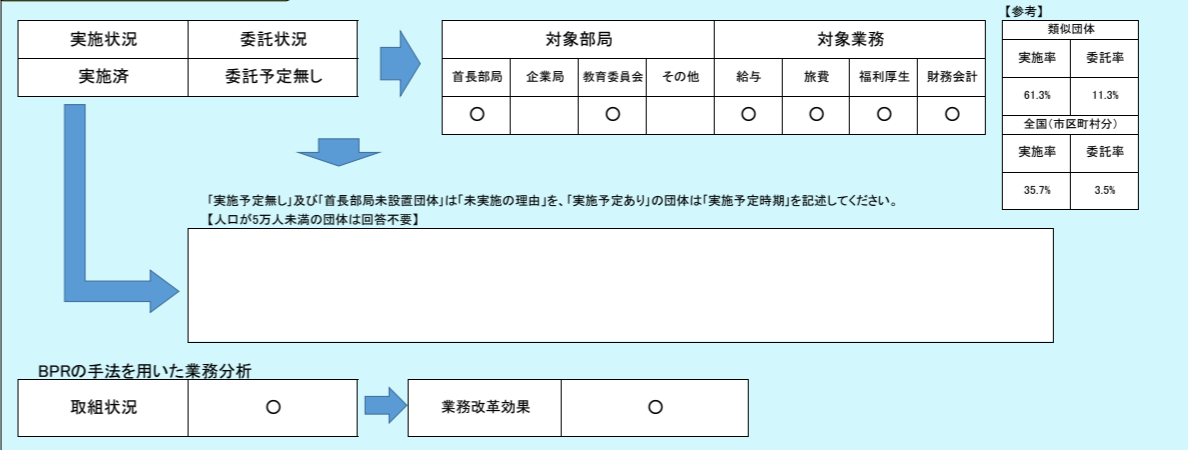 実施状況 委託状況
実施済 委託予定無し
対象部局 対象業務
首長部局 企業局 教育委員会 その他 給与 旅費 福利厚生 財務会計
○ ○ ○ ○ ○ ○
【参考】
類似団体
実施率 委託率
61.3% 11.3%
全国(市区町村分)
実施率 委託率
35.7% 3.5%
「実施予定無し」及び「首長部局未設置団体」は「未実施の理由」を、「実施予定あり」の団体は「実施予定時期」を記述してください。
【人口が5万人未満の団体は回答不要】
BPRの手法を用いた業務分析
取組状況 ○ 業務改革効果 ○